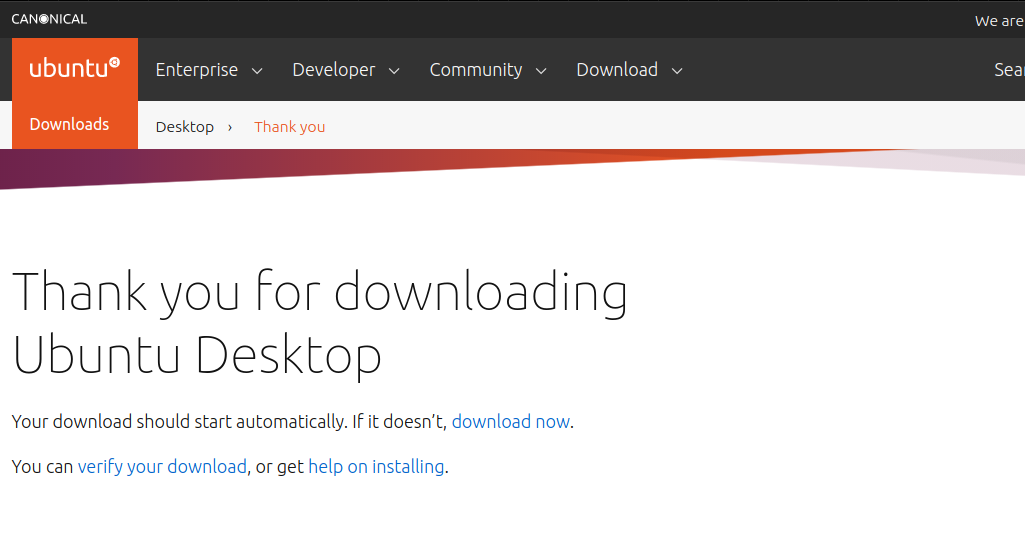 CANONICAL
We are
ubuntu
Enterprise Developer Community Download
Downloads
Desktop › Thank you
Thank you for downloading
Ubuntu Desktop
Your download should start automatically. If it doesn’t, download now.
You can verify your download, or get help on installing.